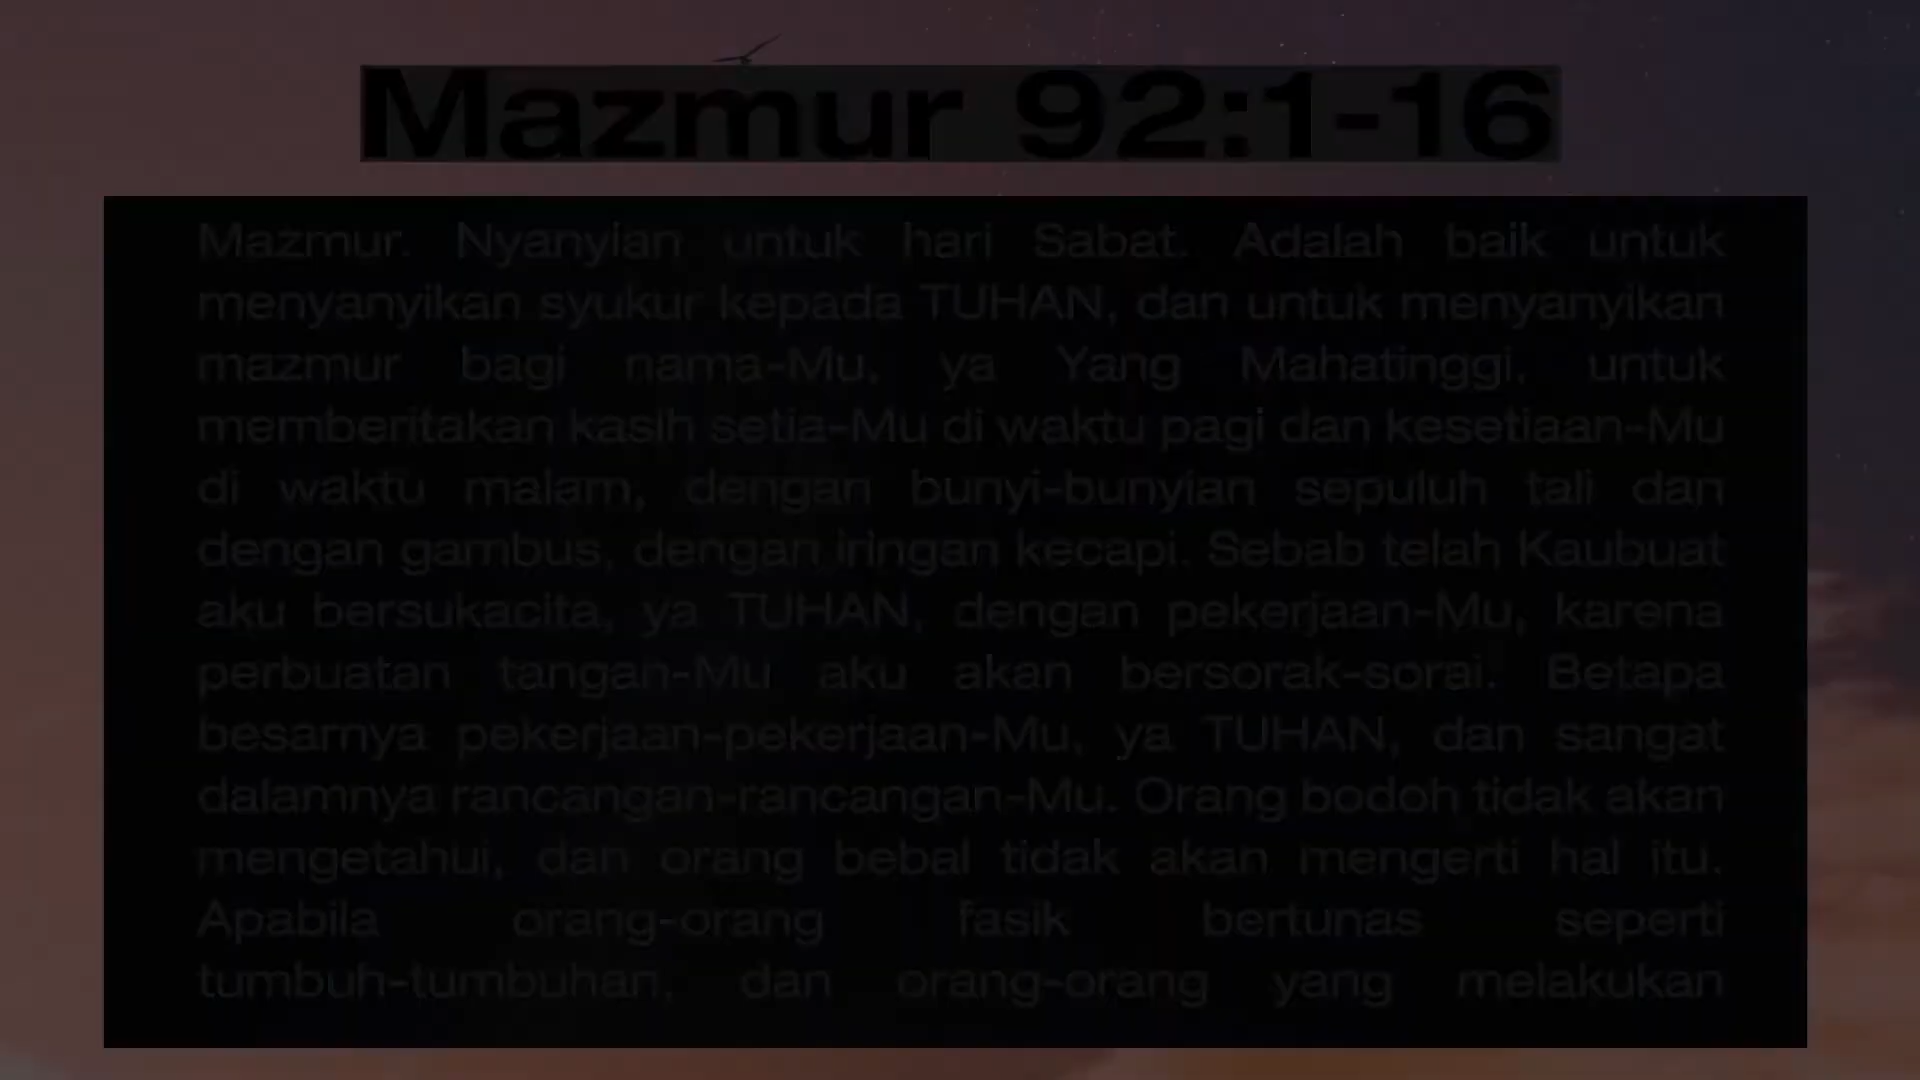 Mazmur 92:1-16
Mazmur. Nyanyian untuk hari Sabat. Adalah baik untuk
menyanyikan syukur kepada TUHAN, dan untuk menyanyikan
mazmur bagi nama-Mu, ya Yang Mahatinggi, untuk
memberitakan kasih setia-Mu di waktu pagi dan kesetiaan-Mu
di waktu malam, dengan bunyi-bunyian sepuluh tali dan
dengan gambus, dengan iringan kecapi. Sebab telah Kaubuat
aku bersukacita, ya TUHAN, dengan pekerjaan-Mu, karena
perbuatan tangan-Mu aku akan bersorak-sorai. Betapa
besarnya pekerjaan-pekerjaan-Mu, ya TUHAN, dan sangat
dalamnya rancangan-rancangan-Mu. Orang bodoh tidak akan
mengetahui, dan orang bebal tidak akan mengerti hal itu.
Apabila orang-orang fasik bertunas seperti
tumbuh-tumbuhan, dan orang-orang yang melakukan